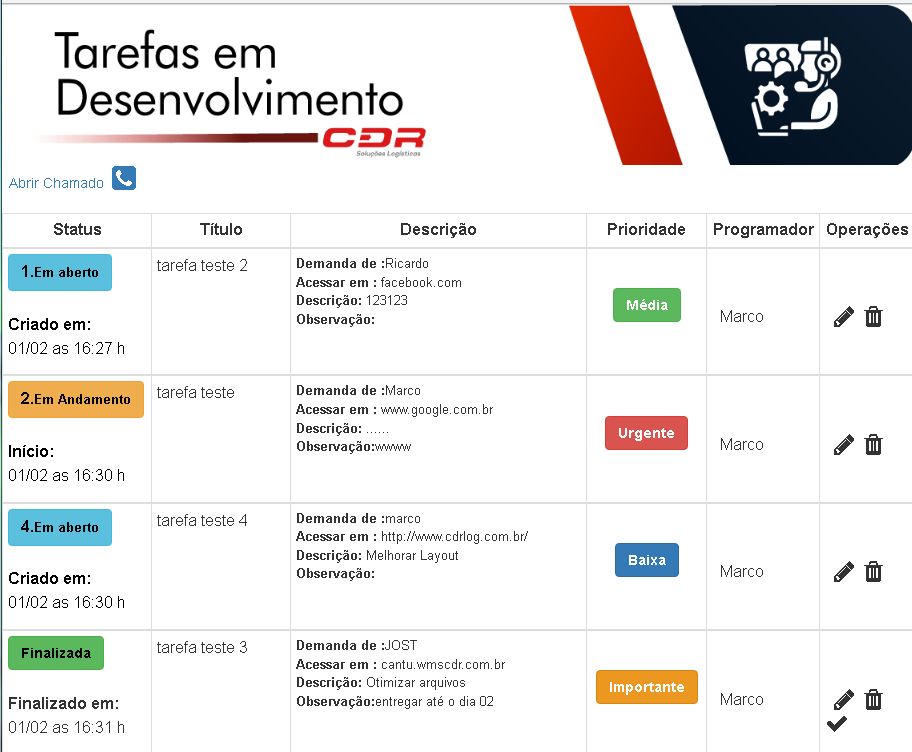 Tarefas em
Desenvolvimento
CDR
Soluções Logísticas
Abrir Chamado
Status Título Descrição Prioridade Programador Operações
1.Em aberto
Criado em:
01/02 as 16:27 h
tarefa teste 2
Demanda de :Ricardo
Acessar em : facebook.com
Descrição: 123123
Observação:
Média
Marco
2.Em Andamento
Início:
01/02 as 16:30 h
tarefa teste
Demanda de :Marco
Acessar em : www.google.com.br
Descrição: ......
Observação:wwww
Urgente
Marco
4.Em aberto
Criado em:
01/02 as 16:30 h
tarefa teste 4
Demanda de :marco
Acessar em : http://www.cdrlog.com.br/
Descrição: Melhorar Layout
Observação:
Baixa
Marco
Finalizada
Finalizado em:
01/02 as 16:31 h
tarefa teste 3
Demanda de :JOST
Acessar em : cantu.wmscdr.com.br
Descrição: Otimizar arquivos
Observação:entregar até o dia 02
Importante
Marco